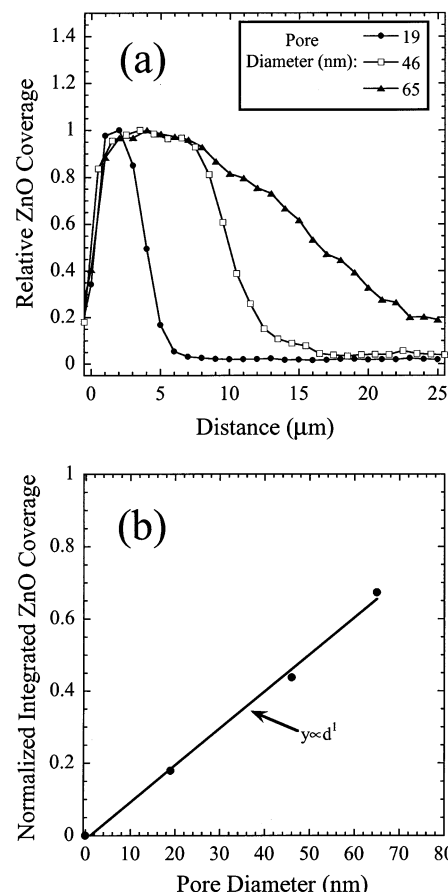 1.4
1.2
1
0.8
0.6
0.4
0.2
0
Relative ZnO Coverage
(a)
Pore
Diameter (nm):
19
46
65
0 5 10 15 20 25
Distance (μm)
1
0.8
0.6
0.4
0.2
0
Normalized Integrated ZnO Coverage
(b)
y∝d¹
0 10 20 30 40 50 60 70 80
Pore Diameter (nm)